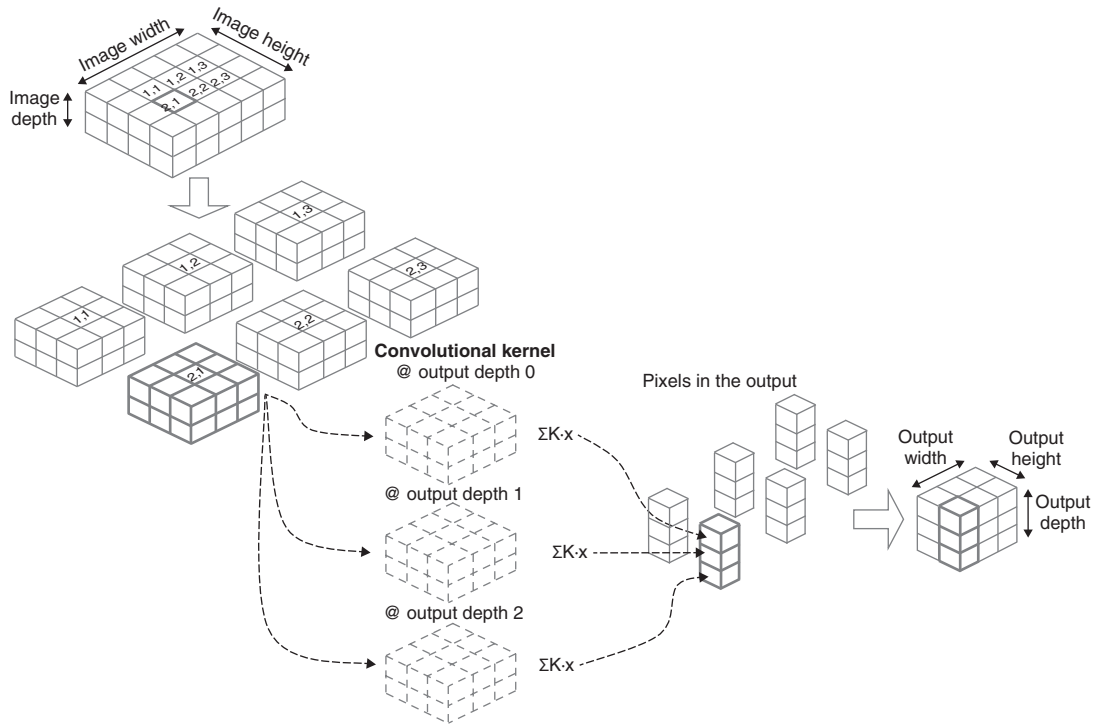 Image width
Image height
Image
depth
1,1
1,2
1,3
2,1
2,2
2,3
1,3
1,2
2,3
1,1
2,2
2,1
Convolutional kernel
@ output depth 0
ΣK·x
@ output depth 1
ΣK·x
@ output depth 2
ΣK·x
Pixels in the output
Output
width
Output
height
Output
depth